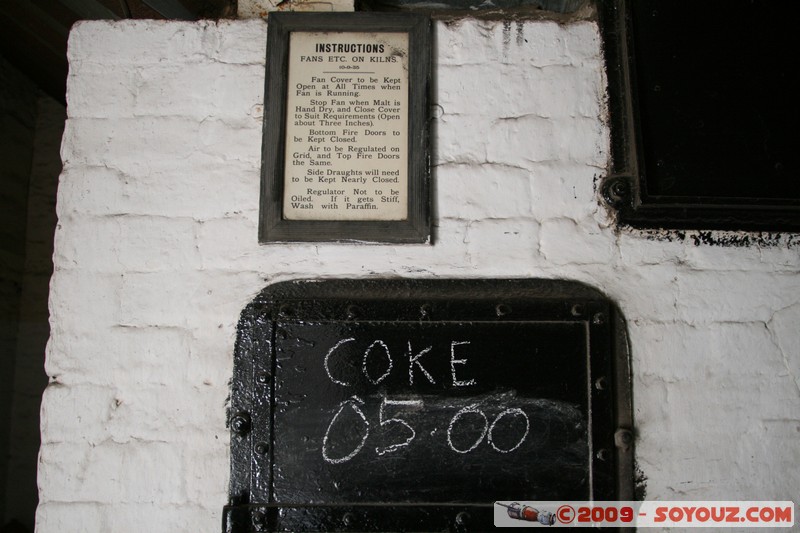 INSTRUCTIONS
FANS ETC. ON KILNS.
Fan Cover to be Kept
Open at All Times when
Fan is Running.
Stop Fan when Malt is
Hand Dry, and Close Cover
to Suit Requirements (Open
about Three Inches).
Bottom Fire Doors to
be Kept Closed.
Air to be Regulated on
Grid, and Top Fire Doors
the Same.
Side Draughts will need
to be Kept Nearly Closed.
Regulator Not to be
Oiled. If it gets Stiff,
Wash with Paraffin.
COKE
05.00
©2009 - SOYOUZ.COM